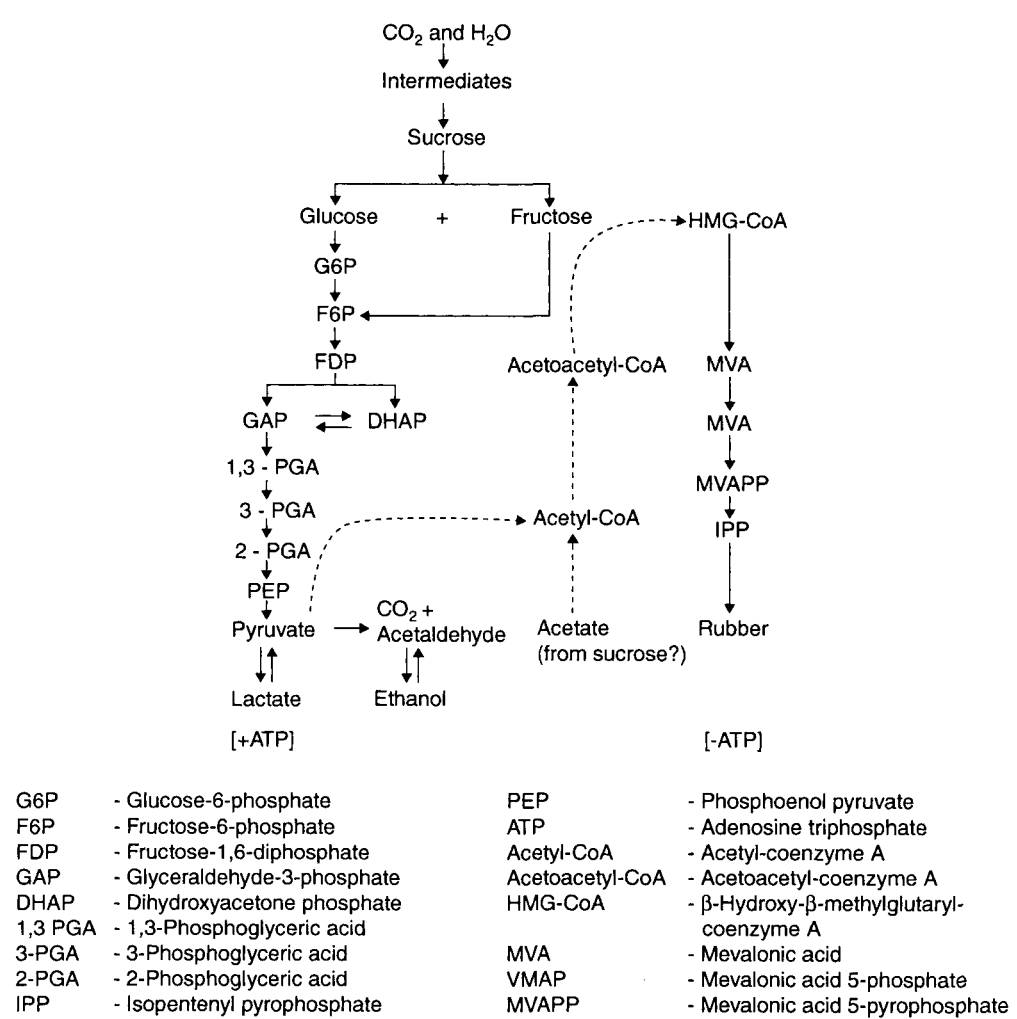 CO2 and H2O
Intermediates
Sucrose
Glucose + Fructose
HMG-CoA
G6P
F6P
FDP
Acetoacetyl-CoA
MVA
GAP
DHAP
MVA
1,3 - PGA
MVAPP
3 - PGA
Acetyl-CoA
IPP
2 - PGA
PEP
CO2 +
Pyruvate
Acetaldehyde
Acetate
Rubber
(from sucrose?)
Lactate
Ethanol
[+ATP]
[-ATP]
G6P - Glucose-6-phosphate
F6P - Fructose-6-phosphate
FDP - Fructose-1,6-diphosphate
GAP - Glyceraldehyde-3-phosphate
DHAP - Dihydroxyacetone phosphate
1,3 PGA - 1,3-Phosphoglyceric acid
3-PGA - 3-Phosphoglyceric acid
2-PGA - 2-Phosphoglyceric acid
IPP - Isopentenyl pyrophosphate
PEP - Phosphoenol pyruvate
ATP - Adenosine triphosphate
Acetyl-CoA - Acetyl-coenzyme A
Acetoacetyl-CoA - Acetoacetyl-coenzyme A
HMG-CoA - β-Hydroxy-β-methylglutaryl-
coenzyme A
MVA - Mevalonic acid
VMAP - Mevalonic acid 5-phosphate
MVAPP - Mevalonic acid 5-pyrophosphate